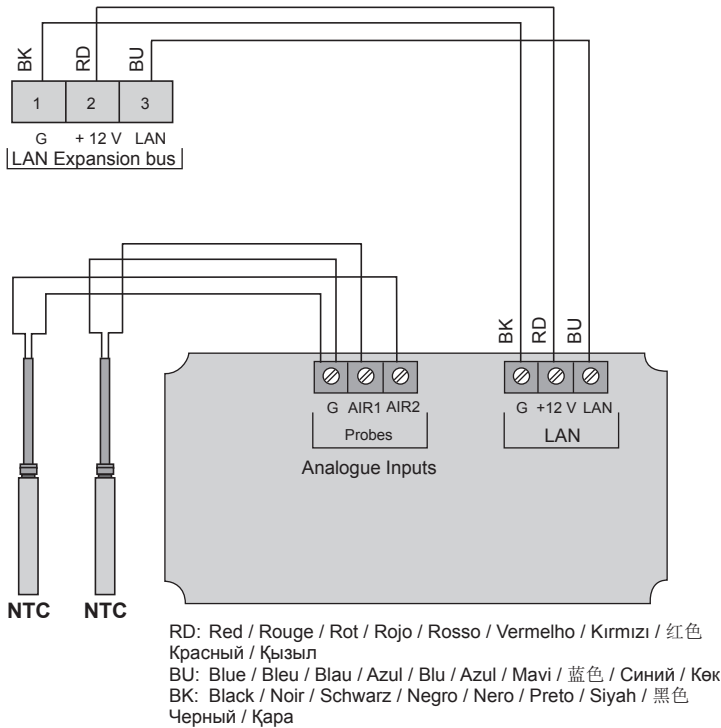 BK RD BU
1 2 3
G + 12 V LAN
LAN Expansion bus
BK RD BU
G AIR1 AIR2
Probes
Analogue Inputs
G +12 V LAN
LAN
NTC NTC
RD: Red / Rouge / Rot / Rojo / Rosso / Vermelho / Kırmızı / 红色
Красный / Қызыл
BU: Blue / Bleu / Blau / Azul / Blu / Azul / Mavi / 蓝色 / Синий / Көк
BK: Black / Noir / Schwarz / Negro / Nero / Preto / Siyah / 黑色
Черный / Қара